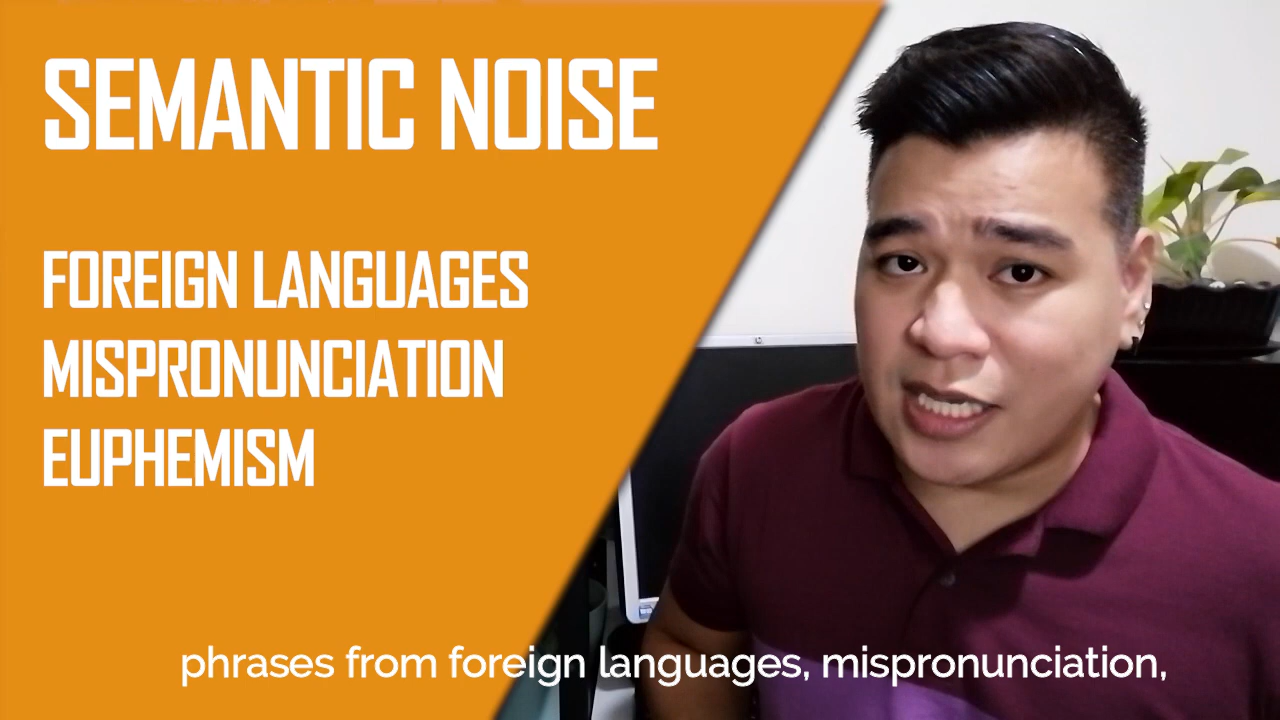 SEMANTIC NOISE
FOREIGN LANGUAGES
MISPRONUNCIATION
EUPHEMISM
phrases from foreign languages, mispronunciation,